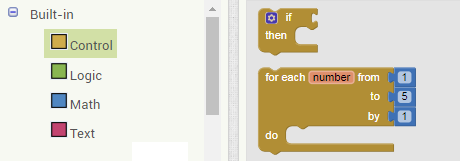 Built-in
Control
Logic
Math
Text
if
then
for each number from 1
to 5
by 1
do